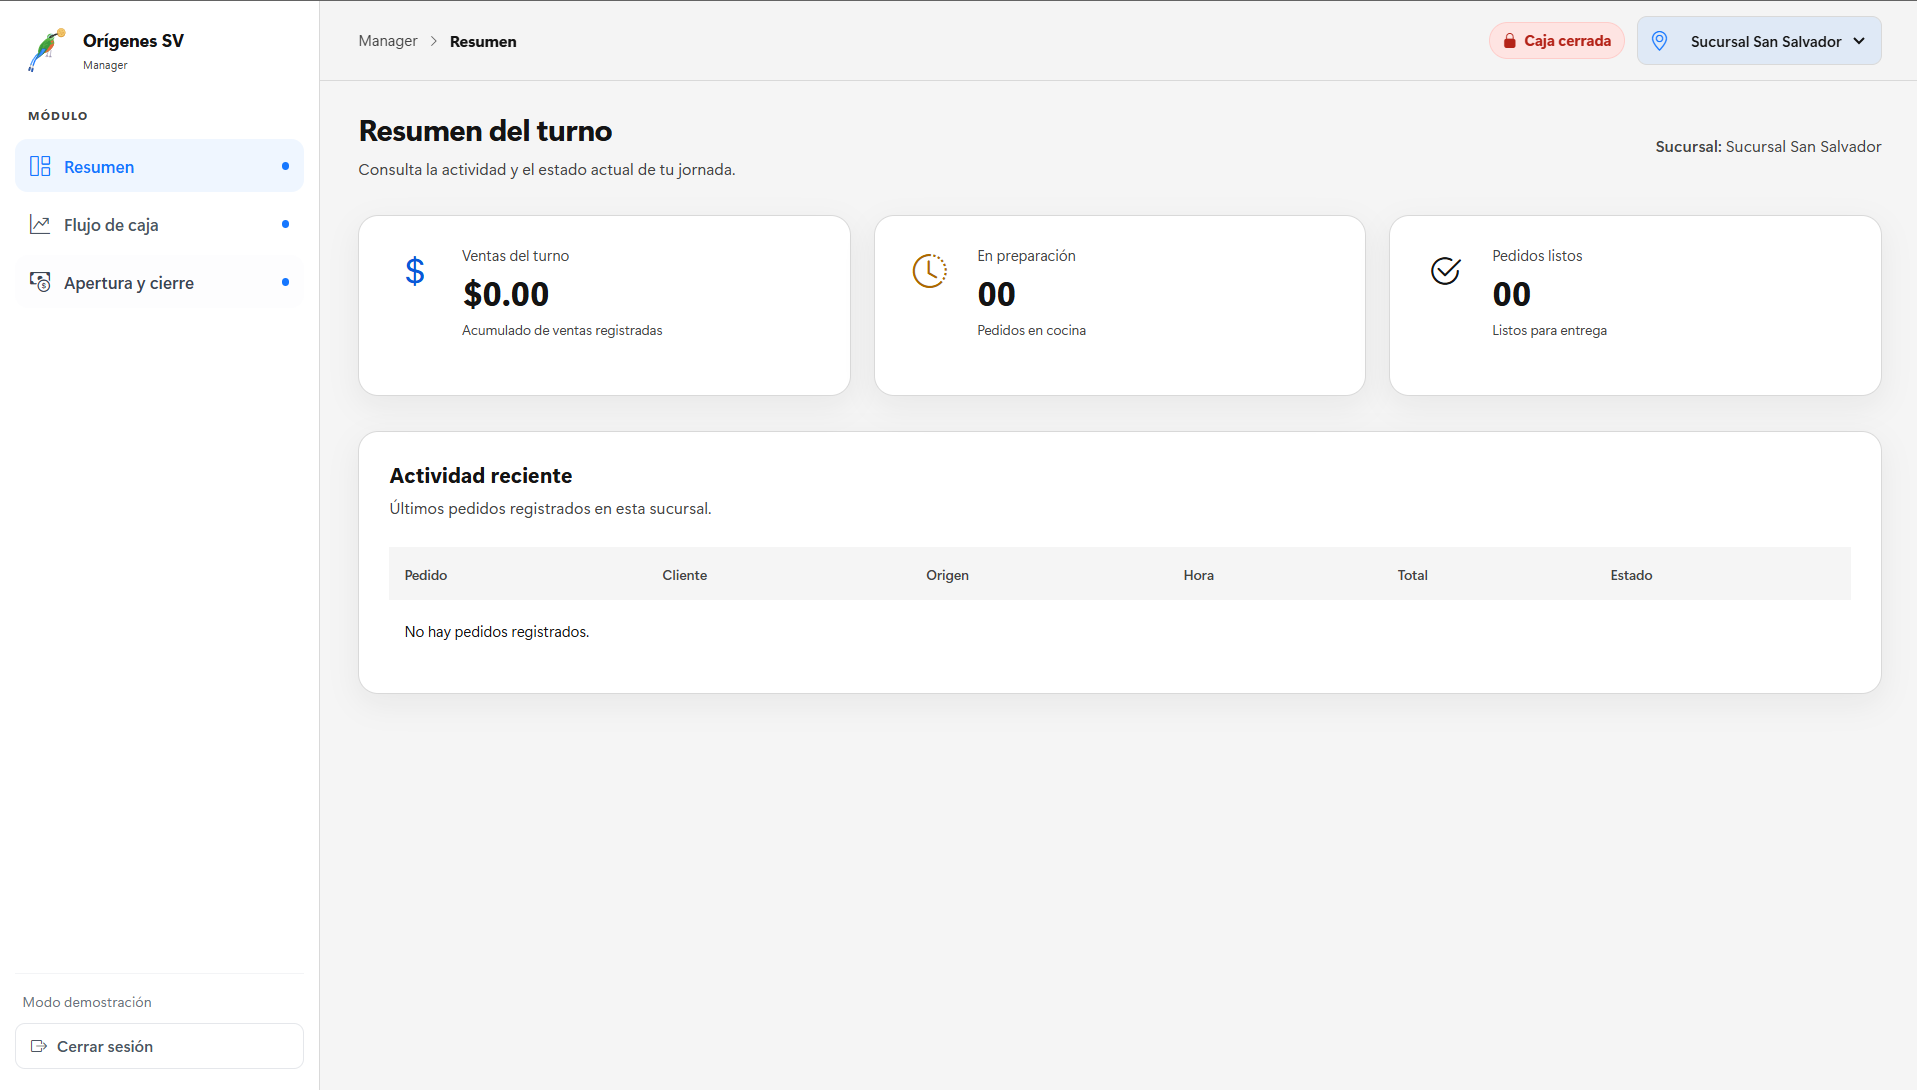 Orígenes SV
Manager
MÓDULO
Resumen
Flujo de caja
Apertura y cierre
Modo demostración
Cerrar sesión
Manager > Resumen
Caja cerrada
Sucursal San Salvador
Resumen del turno
Consulta la actividad y el estado actual de tu jornada.
Sucursal: Sucursal San Salvador
Ventas del turno
$0.00
Acumulado de ventas registradas
En preparación
00
Pedidos en cocina
Pedidos listos
00
Listos para entrega
Actividad reciente
Últimos pedidos registrados en esta sucursal.
Pedido Cliente Origen Hora Total Estado
No hay pedidos registrados.